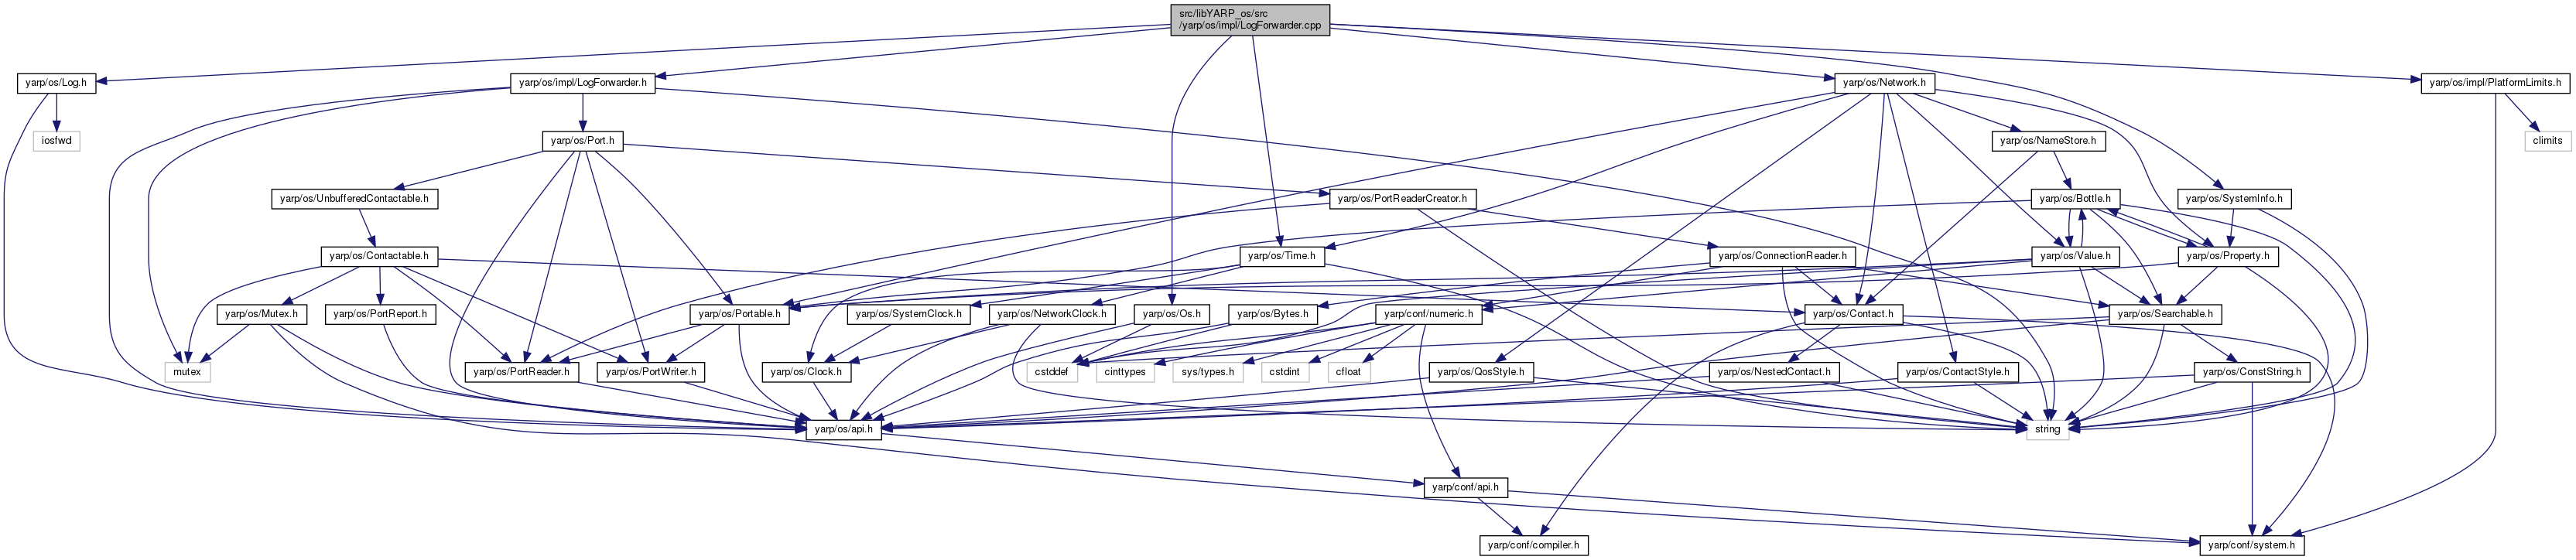 src/libYARP_os/src
/yarp/os/impl/LogForwarder.cpp
yarp/os/Log.h
yarp/os/impl/LogForwarder.h
yarp/os/Network.h
yarp/os/impl/PlatformLimits.h
iosfwd
yarp/os/Port.h
yarp/os/NameStore.h
climits
yarp/os/UnbufferedContactable.h
yarp/os/PortReaderCreator.h
yarp/os/Bottle.h
yarp/os/SystemInfo.h
yarp/os/Contactable.h
yarp/os/Time.h
yarp/os/ConnectionReader.h
yarp/os/Value.h
yarp/os/Property.h
yarp/os/Mutex.h
yarp/os/PortReport.h
yarp/os/Portable.h
yarp/os/SystemClock.h
yarp/os/NetworkClock.h
yarp/os/Os.h
yarp/os/Bytes.h
yarp/conf/numeric.h
yarp/os/Contact.h
yarp/os/Searchable.h
mutex
yarp/os/PortReader.h
yarp/os/PortWriter.h
yarp/os/Clock.h
cstddef
cinttypes
sys/types.h
cstdint
cfloat
yarp/os/QosStyle.h
yarp/os/NestedContact.h
yarp/os/ContactStyle.h
yarp/os/ConstString.h
yarp/os/api.h
string
yarp/conf/api.h
yarp/conf/compiler.h
yarp/conf/system.h